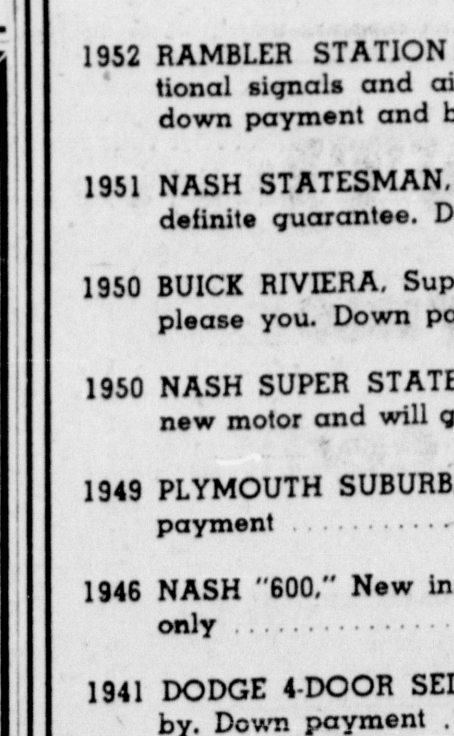 1952 RAMBLER STATION
tional signals and ai
down payment and b
1951 NASH STATESMAN,
definite guarantee. D
1950 BUICK RIVIERA, Sup
please you. Down pa
1950 NASH SUPER STATE
new motor and will g
1949 PLYMOUTH SUBURB
payment
1946 NASH "600," New in
only
1941 DODGE 4-DOOR SED
by. Down payment